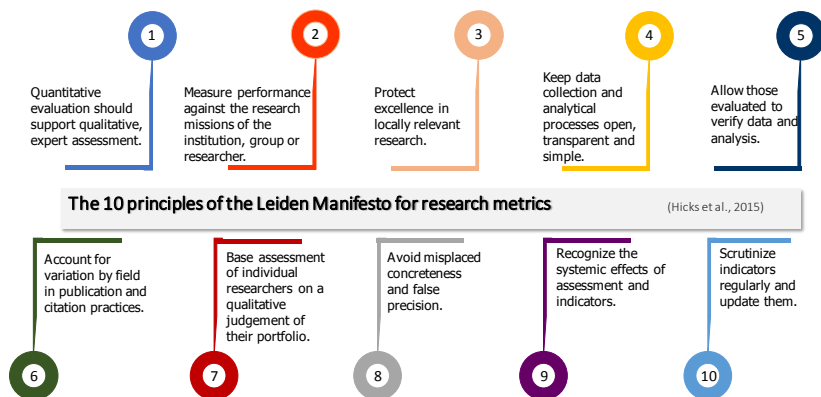 1
Quantitative
evaluation should
support qualitative,
expert assessment.
2
Measure performance
against the research
missions of the
institution, group or
researcher.
3
Protect
excellence in
locally relevant
research.
4
Keep data
collection and
analytical
processes open,
transparent and
simple.
5
Allow those
evaluated to
verify data and
analysis.
The 10 principles of the Leiden Manifesto for research metrics
(Hicks et al., 2015)
Account for
variation by field
in publication and
citation practices.
6
Base assessment
of individual
researchers on a
qualitative
judgement of
their portfolio.
7
Avoid misplaced
concreteness
and false
precision.
8
Recognize the
systemic effects of
assessment and
indicators.
9
Scrutinize
indicators
regularly and
update them.
10